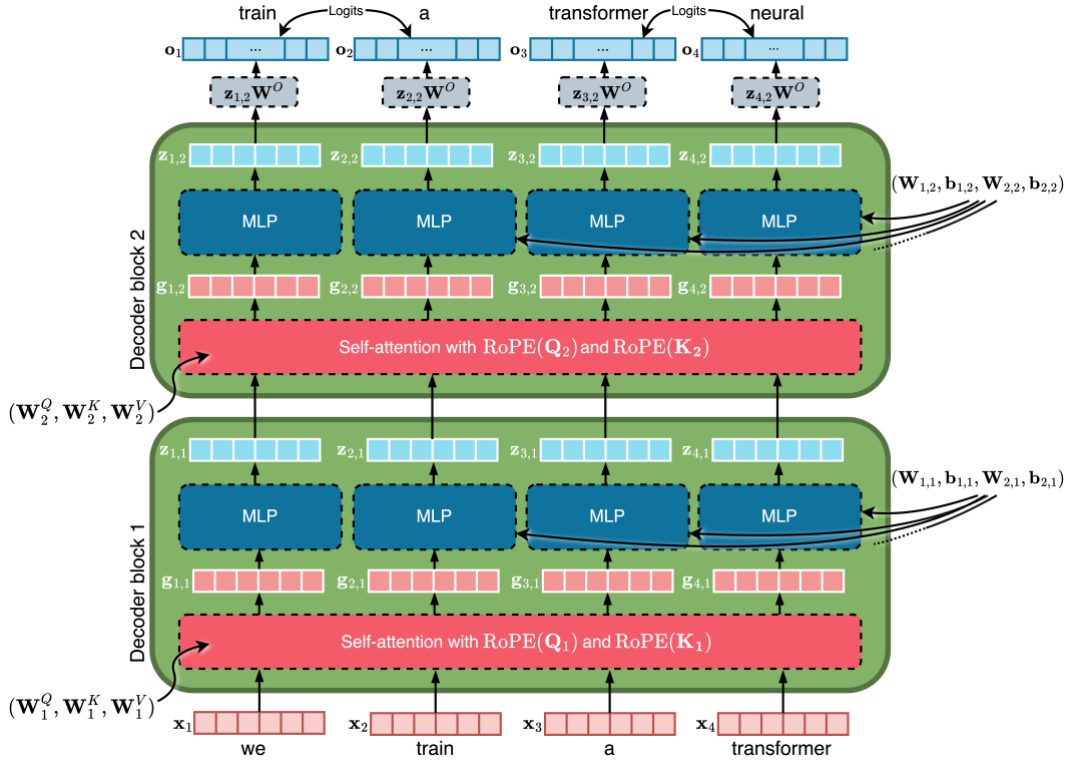 train Logits a transformer Logits neural
o₁ ... o₂ ... o₃ ... o₄ ...
z₁,₂Wᴼ z₂,₂Wᴼ z₃,₂Wᴼ z₄,₂Wᴼ
z₁,₂ z₂,₂ z₃,₂ z₄,₂
(W₁,₂, b₁,₂, W₂,₂, b₂,₂)
MLP MLP MLP MLP
Decoder block 2
g₁,₂ g₂,₂ g₃,₂ g₄,₂
Self-attention with RoPE(Q₂) and RoPE(K₂)
(W₂^Q, W₂^K, W₂^V)
z₁,₁ z₂,₁ z₃,₁ z₄,₁
(W₁,₁, b₁,₁, W₂,₁, b₂,₁)
MLP MLP MLP MLP
Decoder block 1
g₁,₁ g₂,₁ g₃,₁ g₄,₁
Self-attention with RoPE(Q₁) and RoPE(K₁)
(W₁^Q, W₁^K, W₁^V)
x₁ x₂ x₃ x₄
we train a transformer